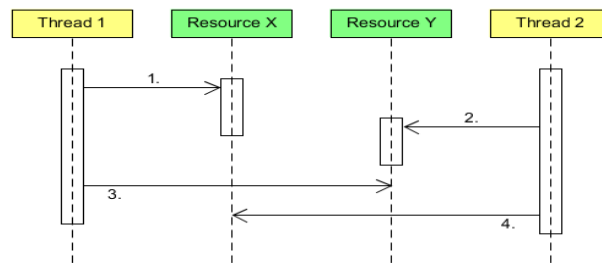 Thread 1
Resource X
Resource Y
Thread 2
1.
2.
3.
4.